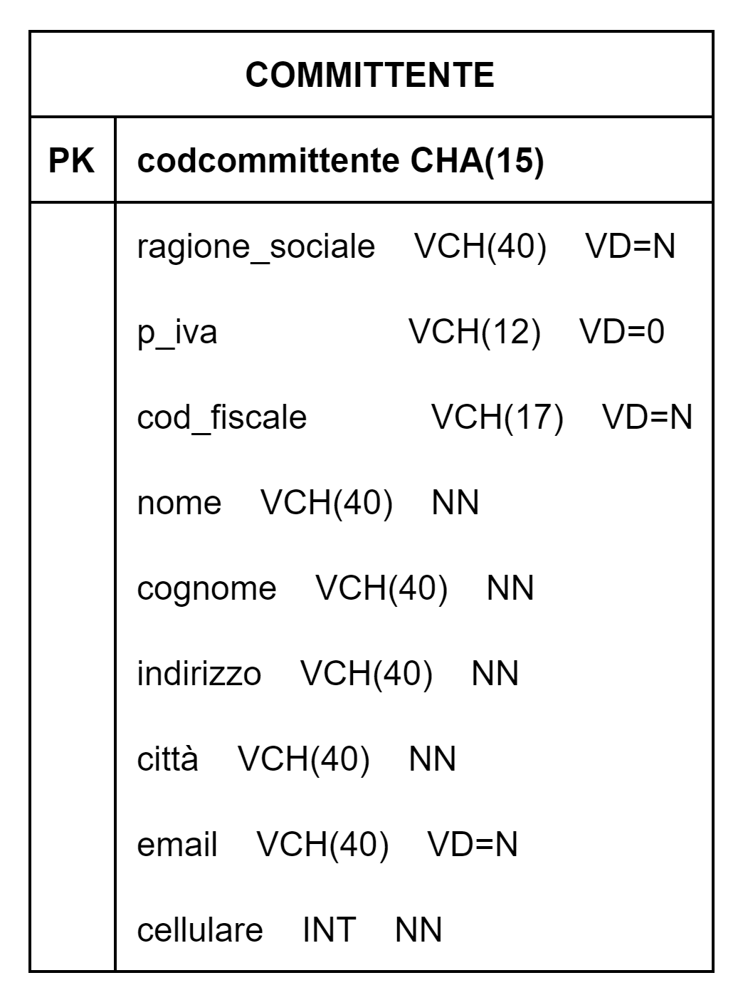 COMMITTENTE
PK codcommittente CHA(15)
ragione_sociale VCH(40) VD=N
p_iva VCH(12) VD=0
cod_fiscale VCH(17) VD=N
nome VCH(40) NN
cognome VCH(40) NN
indirizzo VCH(40) NN
città VCH(40) NN
email VCH(40) VD=N
cellulare INT NN